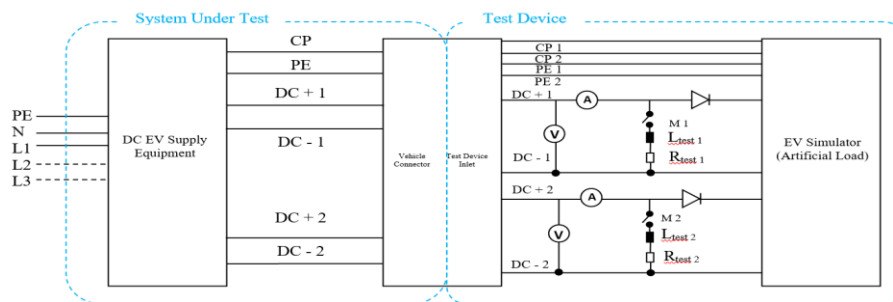 System Under Test
Test Device
PE
N
L1
L2
L3
DC EV Supply
Equipment
CP
PE
DC + 1
DC - 1
DC + 2
DC - 2
Vehicle
Connector
Test Device
Inlet
CP 1
CP 2
PE 1
PE 2
DC + 1
A
V
M 1
Ltest 1
Rtest 1
DC - 1
DC + 2
A
V
M 2
Ltest 2
Rtest 2
DC - 2
EV Simulator
(Artificial Load)